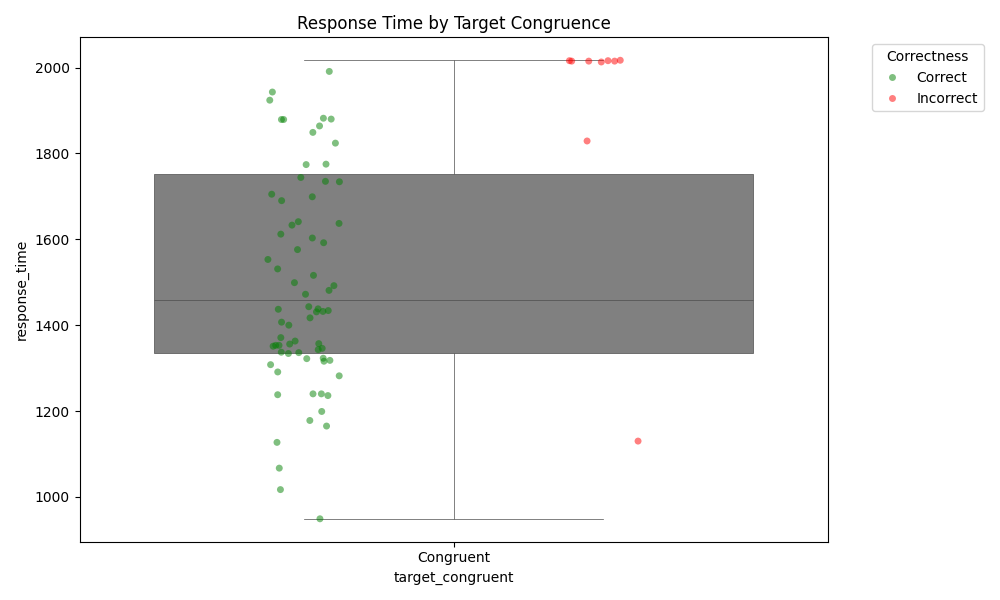 Response Time by Target Congruence
Correctness
Correct
Incorrect
response_time
2000
1800
1600
1400
1200
1000
Congruent
target_congruent